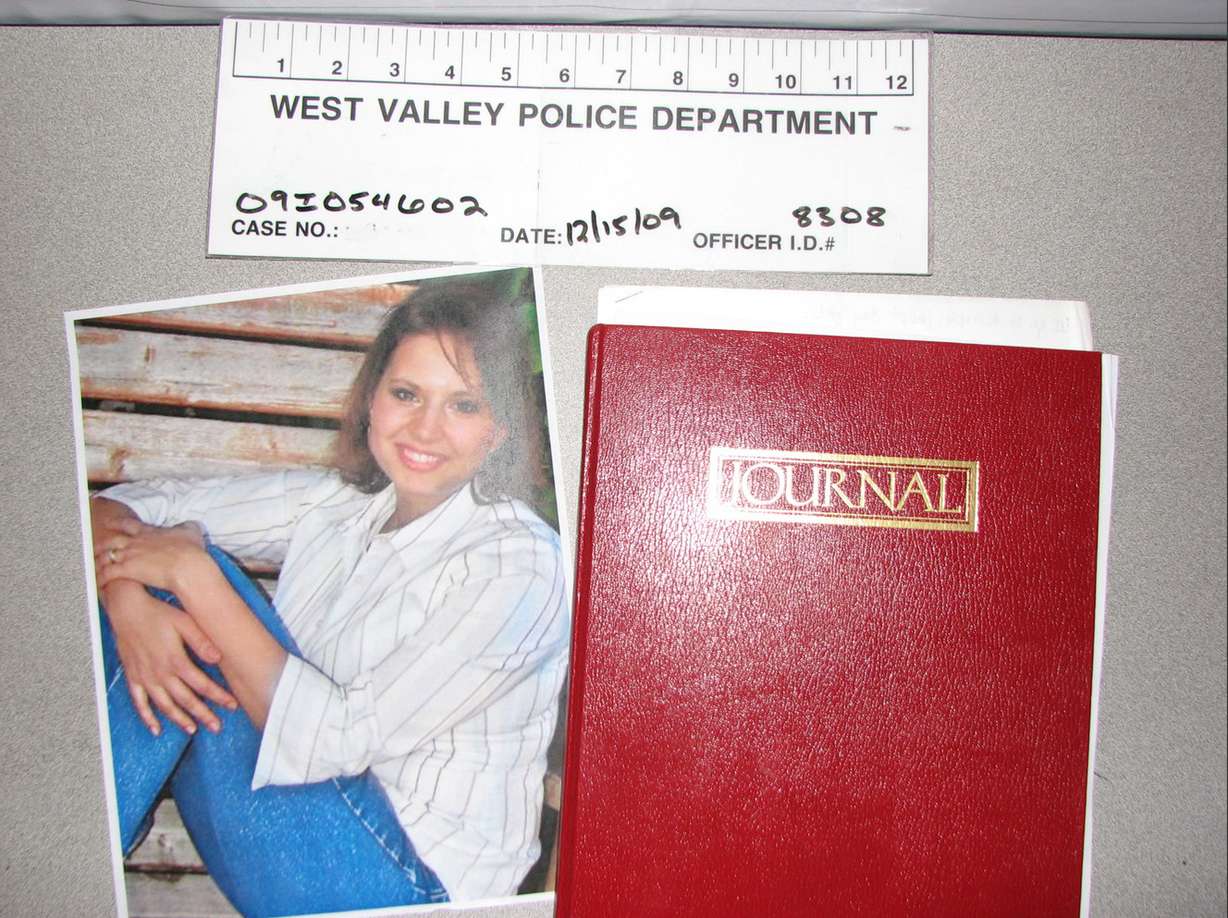 1 2 3 4 5 6 7 8 9 10 11 12
WEST VALLEY POLICE DEPARTMENT
09I054602 12/15/09 8308
CASE NO.: DATE: OFFICER I.D.#
JOURNAL